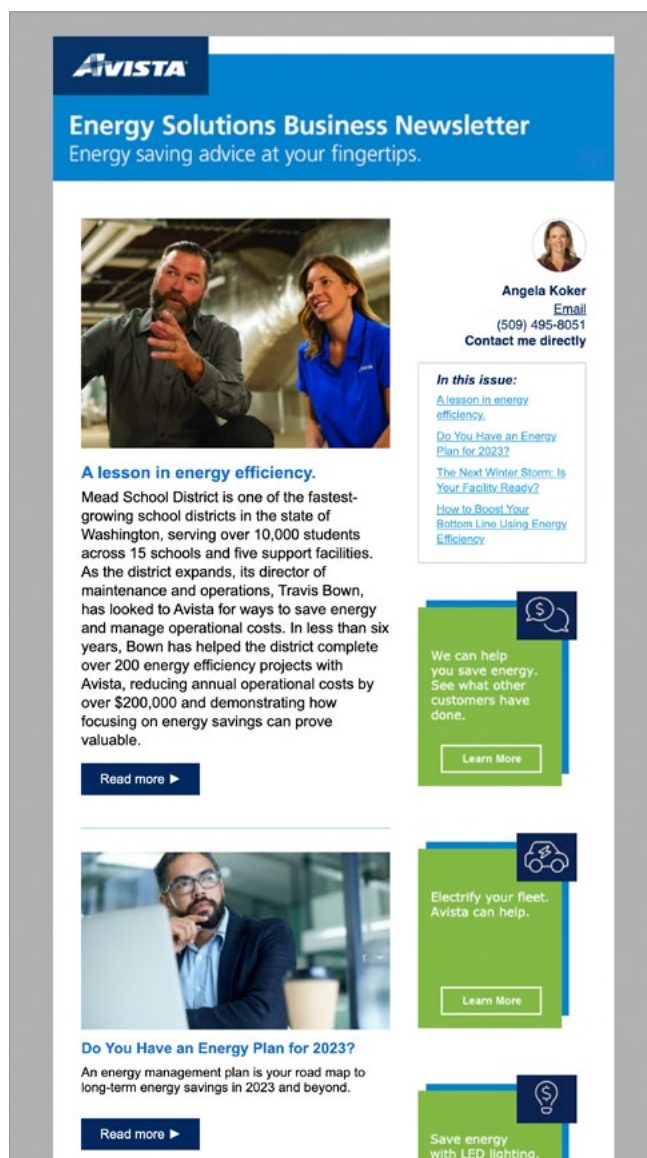 AVISTA
Energy Solutions Business Newsletter
Energy saving advice at your fingertips.
A lesson in energy efficiency.
Mead School District is one of the fastest-
growing school districts in the state of
Washington, serving over 10,000 students
across 15 schools and five support facilities.
As the district expands, its director of
maintenance and operations, Travis Bown,
has looked to Avista for ways to save energy
and manage operational costs. In less than six
years, Bown has helped the district complete
over 200 energy efficiency projects with
Avista, reducing annual operational costs by
over $200,000 and demonstrating how
focusing on energy savings can prove
valuable.
Read more ►
Do You Have an Energy Plan for 2023?
An energy management plan is your road map to
long-term energy savings in 2023 and beyond.
Read more ►
Angela Koker
Email
(509) 495-8051
Contact me directly
In this issue:
A lesson in energy
efficiency.
Do You Have an Energy
Plan for 2023?
The Next Winter Storm: Is
Your Facility Ready?
How to Boost Your
Bottom Line Using Energy
Efficiency
$
We can help
you save energy.
See what other
customers have
done.
Learn More
Electrify your fleet.
Avista can help.
Learn More
$
Save energy
with LED lighting.